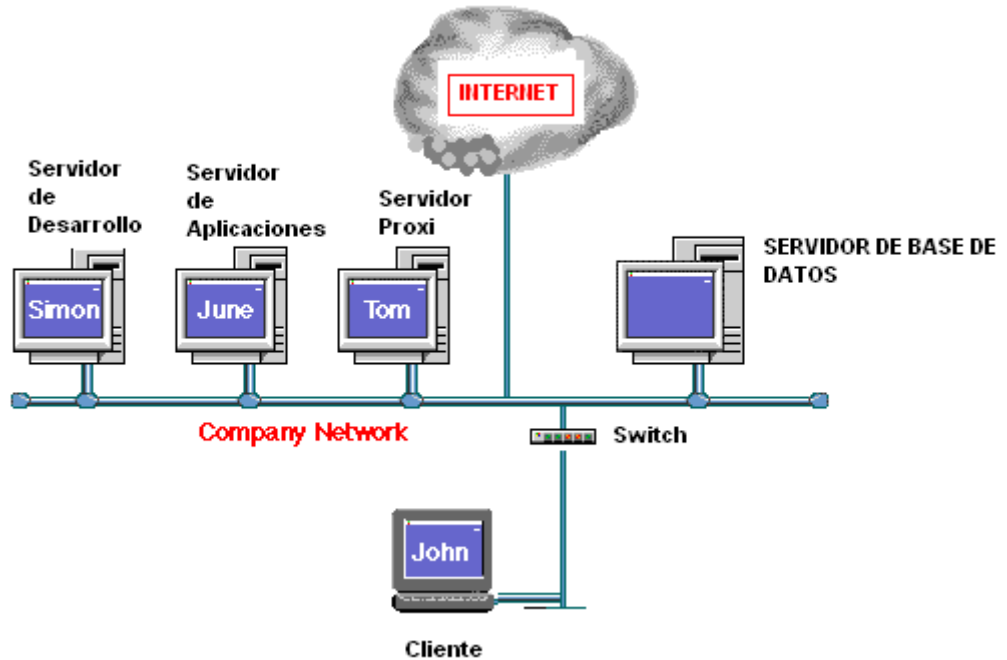 INTERNET
Servidor
de
Desarrollo
Servidor
de
Aplicaciones
Servidor
Proxi
SERVIDOR DE BASE DE
DATOS
Simon
June
Tom
Company Network
Switch
John
Cliente